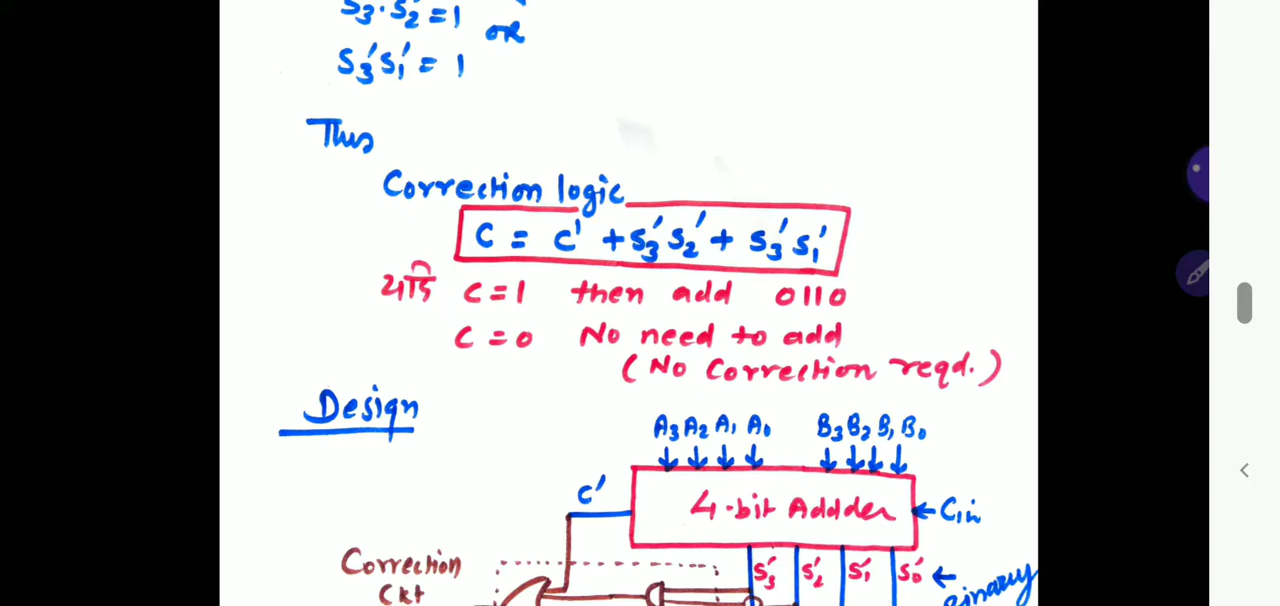 S₃·S₂' = 1 or
S₃'S₁' = 1
Thus
Correction logic
C = C' + S₃'S₂' + S₃'S₁'
यदि C=1 then add 0110
C=0 No need to add
(No Correction reqd.)
Design
A₃ A₂ A₁ A₀ B₃ B₂ B₁ B₀
C'
4-bit Addder
Cin
Correction
Ckt
S₃' S₂' S₁' S₀'
Binary